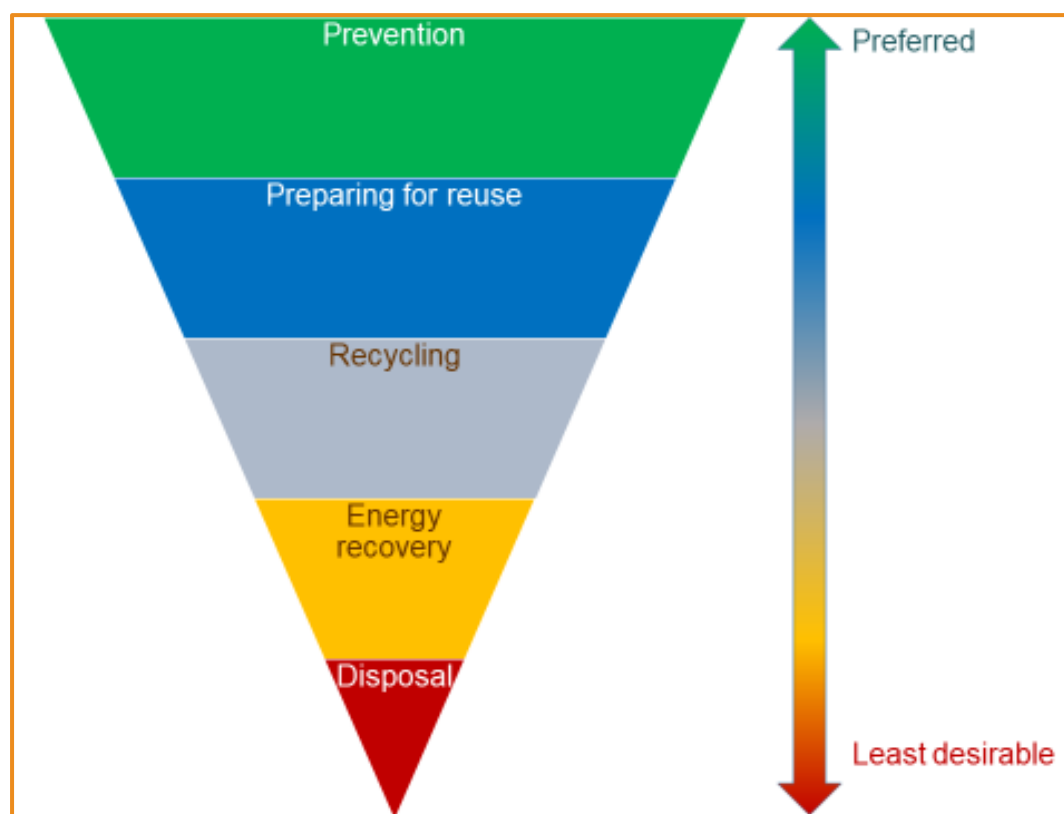 Prevention
Preferred
Preparing for reuse
Recycling
Energy
recovery
Disposal
Least desirable